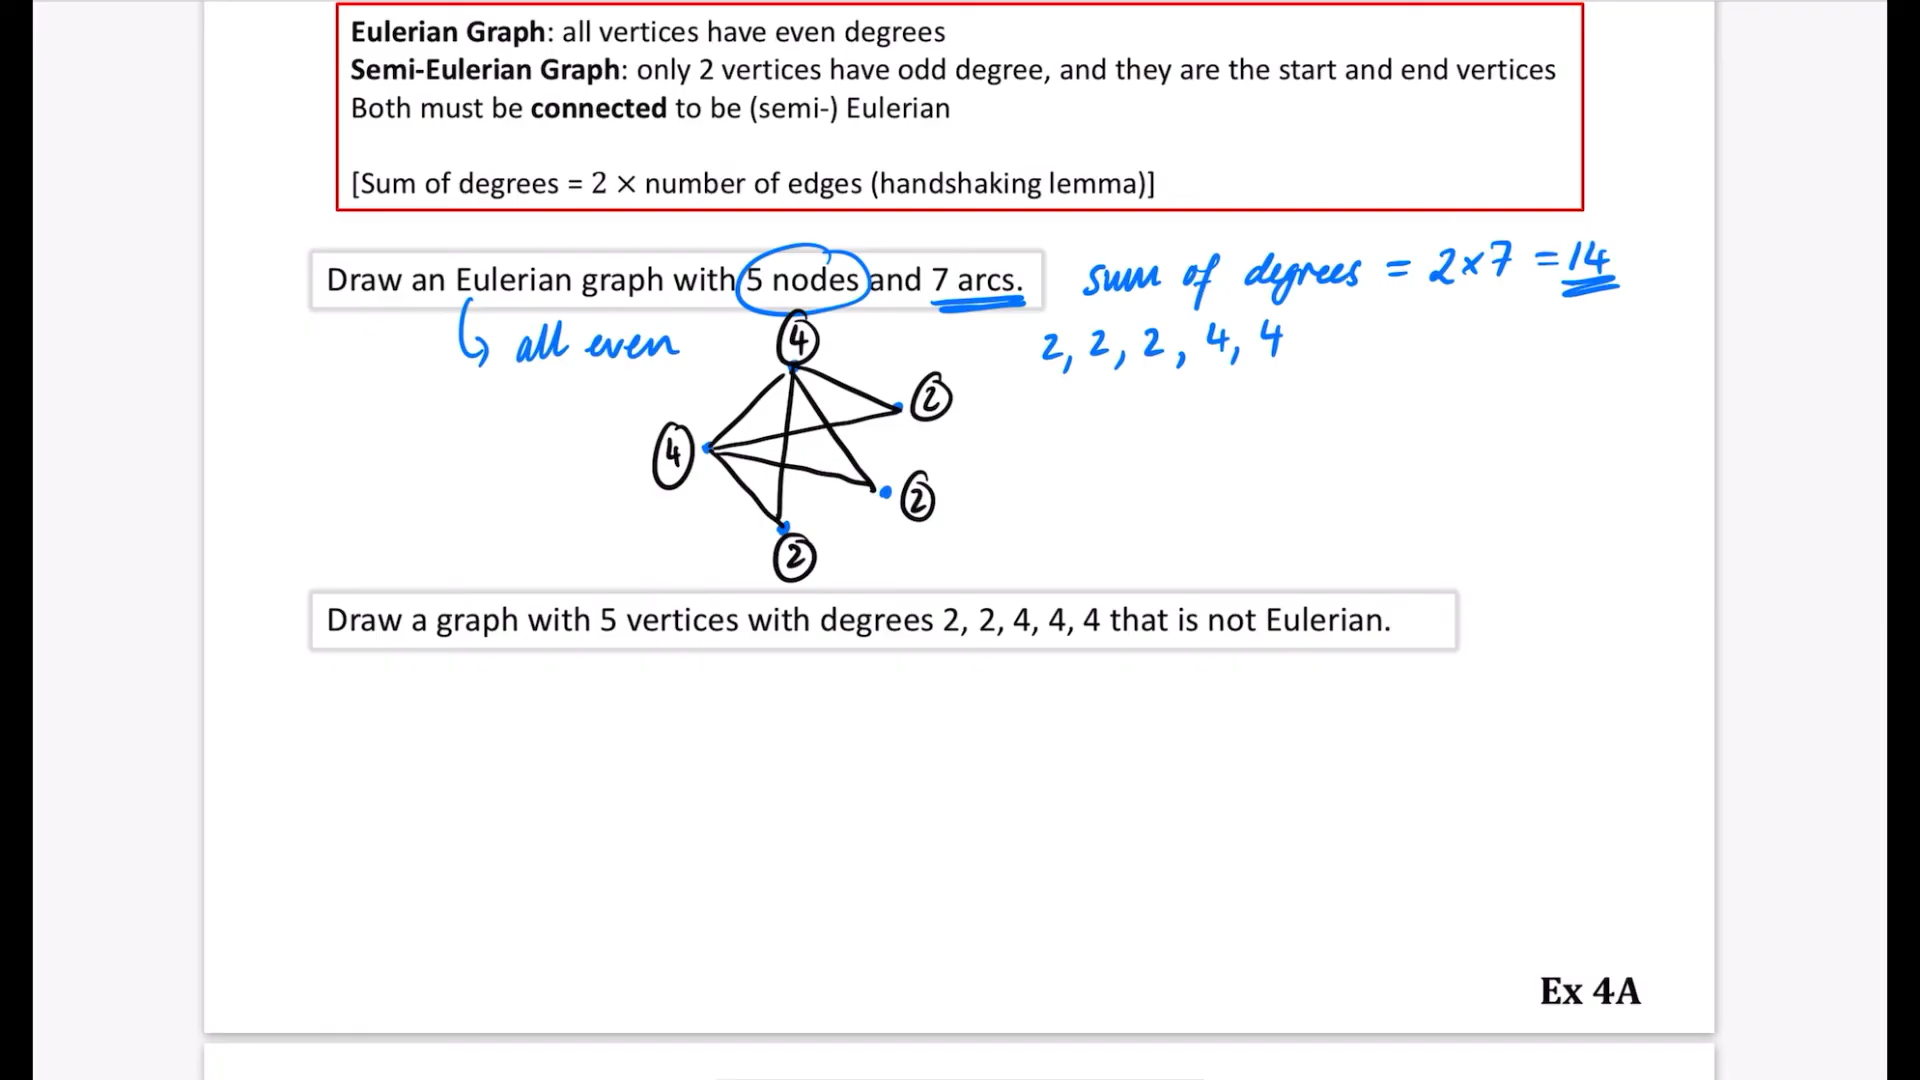 Eulerian Graph: all vertices have even degrees
Semi-Eulerian Graph: only 2 vertices have odd degree, and they are the start and end vertices
Both must be connected to be (semi-) Eulerian
[Sum of degrees = 2 × number of edges (handshaking lemma)]
Draw an Eulerian graph with 5 nodes and 7 arcs.
sum of degrees = 2×7 = 14
all even
2, 2, 2, 4, 4
4
2
4
2
2
Draw a graph with 5 vertices with degrees 2, 2, 4, 4, 4 that is not Eulerian.
Ex 4A